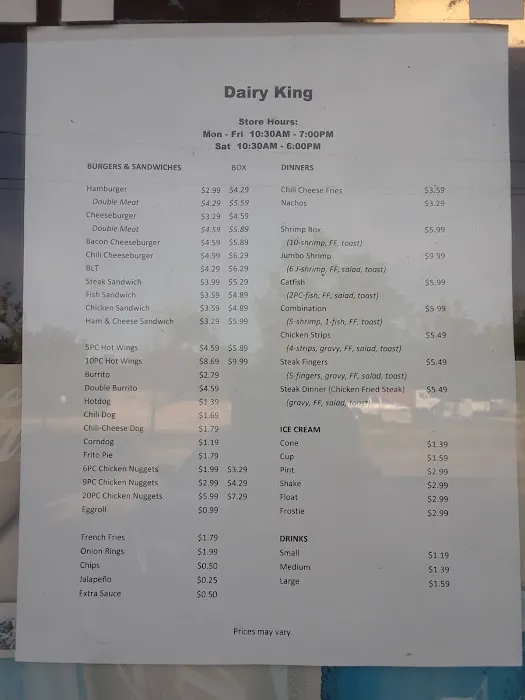 Dairy King
Store Hours:
Mon - Fri 10:30AM - 7:00PM
Sat 10:30AM - 6:00PM
BURGERS & SANDWICHES BOX
Hamburger $2.99 $4.29
Double Meat $4.29 $5.59
Cheeseburger $3.29 $4.59
Double Meat $4.59 $5.89
Bacon Cheeseburger $4.59 $5.89
Chili Cheeseburger $4.99 $6.29
BLT $4.29 $6.29
Steak Sandwich $3.99 $5.29
Fish Sandwich $3.59 $4.89
Chicken Sandwich $3.59 $4.89
Ham & Cheese Sandwich $3.29 $5.99
5PC Hot Wings $4.59 $5.89
10PC Hot Wings $8.69 $9.99
Burrito $2.79
Double Burrito $4.59
Hotdog $1.39
Chili Dog $1.69
Chili-Cheese Dog $1.79
Corndog $1.19
Frito Pie $1.79
6PC Chicken Nuggets $1.99 $3.29
9PC Chicken Nuggets $2.99 $4.29
20PC Chicken Nuggets $5.99 $7.29
Eggroll $0.99
French Fries $1.79
Onion Rings $1.99
Chips $0.50
Jalapeño $0.25
Extra Sauce $0.50
DINNERS
Chili Cheese Fries $3.59
Nachos $3.29
Shrimp Box $5.99
(10-shrimp, FF, toast)
Jumbo Shrimp $9.99
(6 J-shrimp, FF, salad, toast)
Catfish $5.99
(2PC-fish, FF, salad, toast)
Combination $5.99
(5-shrimp, 1-fish, FF, toast)
Chicken Strips $5.49
(4-strips, gravy, FF, salad, toast)
Steak Fingers $5.49
(5-fingers, gravy, FF, salad, toast)
Steak Dinner (Chicken Fried Steak) $5.49
(gravy, FF, salad, toast)
ICE CREAM
Cone $1.39
Cup $1.59
Pint $2.99
Shake $2.99
Float $2.99
Frostie $2.99
DRINKS
Small $1.19
Medium $1.39
Large $1.59
Prices may vary